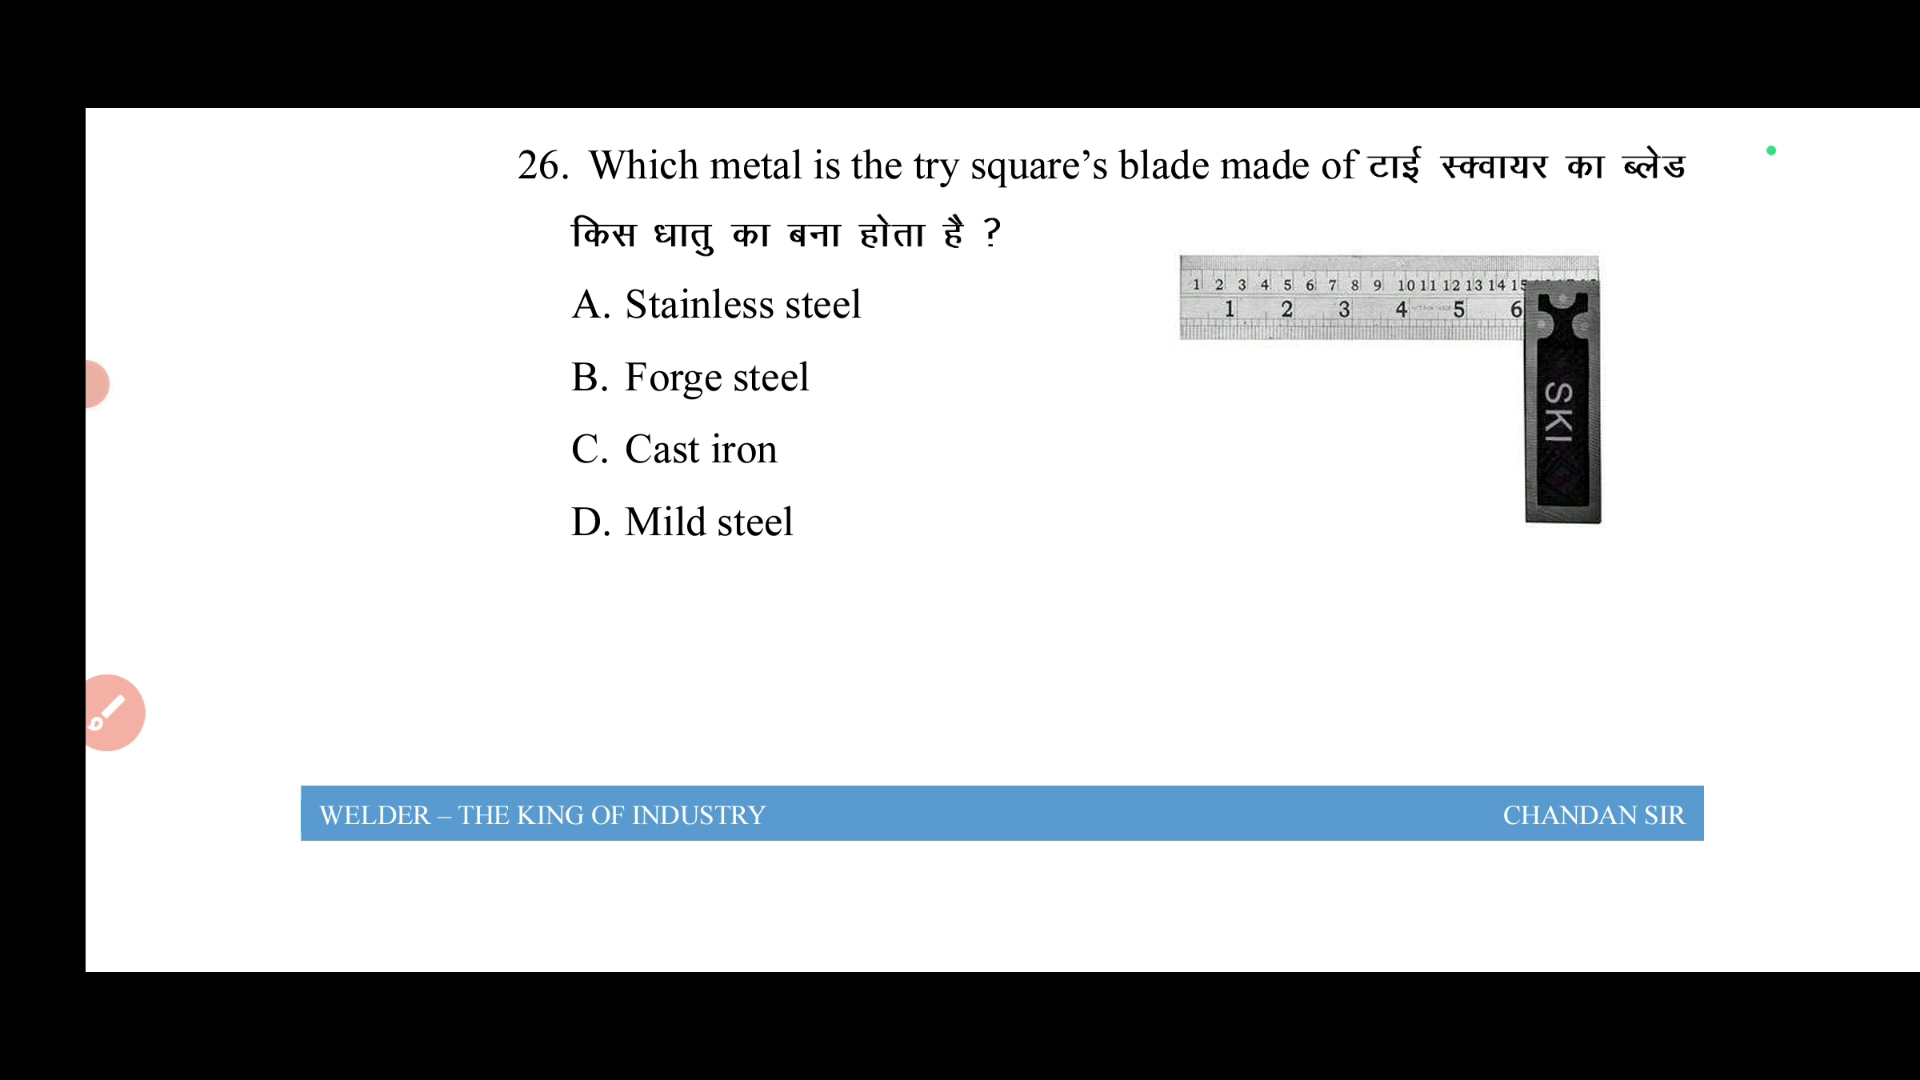 26. Which metal is the try square’s blade made of टाई स्क्वायर का ब्लेड
किस धातु का बना होता है ?
A. Stainless steel
B. Forge steel
C. Cast iron
D. Mild steel
1 2 3 4 5 6 7 8 9 10 11 12 13 14 15
1 2 3 4 5 6
SKI
WELDER – THE KING OF INDUSTRY
CHANDAN SIR